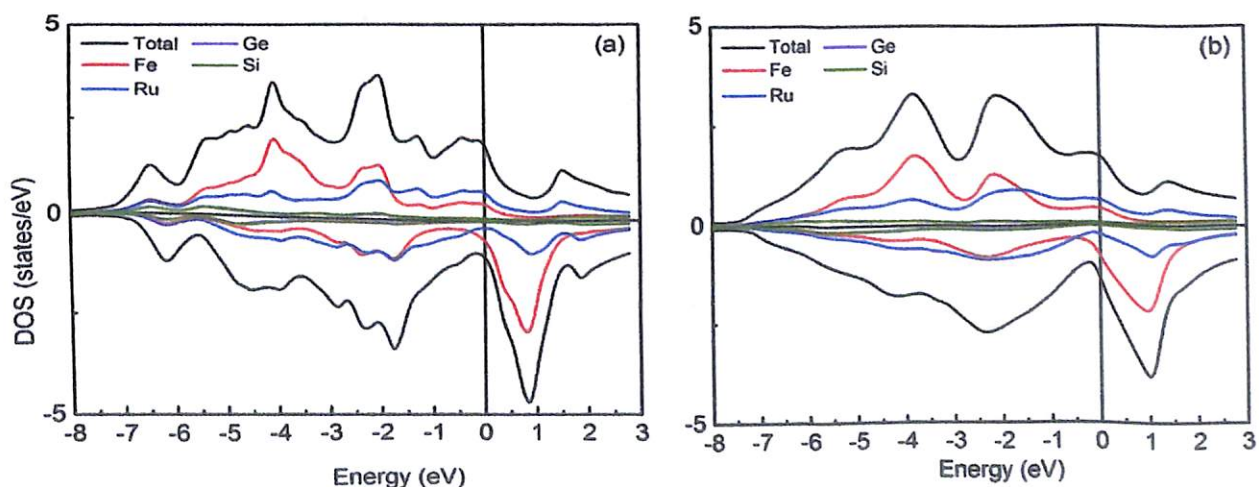 5
Total
Ge
(a)
Fe
Si
Ru
0
-5
DOS (states/eV)
-8 -7 -6 -5 -4 -3 -2 -1 0 1 2 3
Energy (eV)
5
Total
Ge
(b)
Fe
Si
Ru
0
-5
-8 -7 -6 -5 -4 -3 -2 -1 0 1 2 3
Energy (eV)